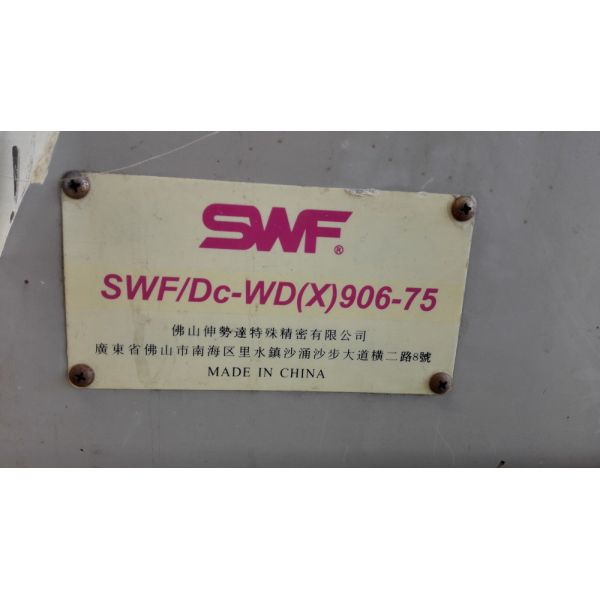 SWF®
SWF/Dc-WD(X)906-75
佛山伸勢達特殊精密有限公司
廣東省佛山市南海区里水鎮沙涌沙步大道横二路8號
MADE IN CHINA